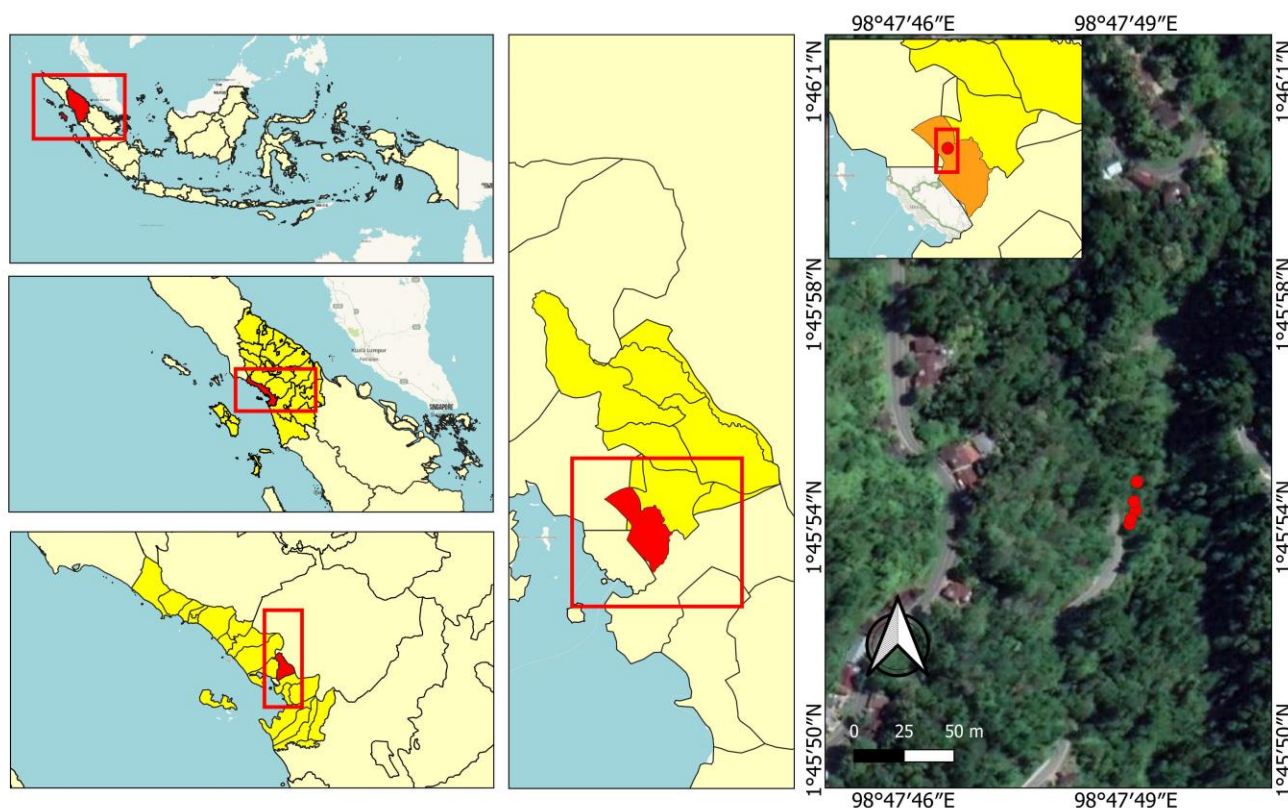 98°47′46″E 98°47′49″E
1°46′1″N 1°46′1″N
1°45′58″N 1°45′58″N
Kuala Lumpur
SINGAPORE
1°45′54″N 1°45′54″N
0 25 50 m
1°45′50″N 1°45′50″N
98°47′46″E 98°47′49″E